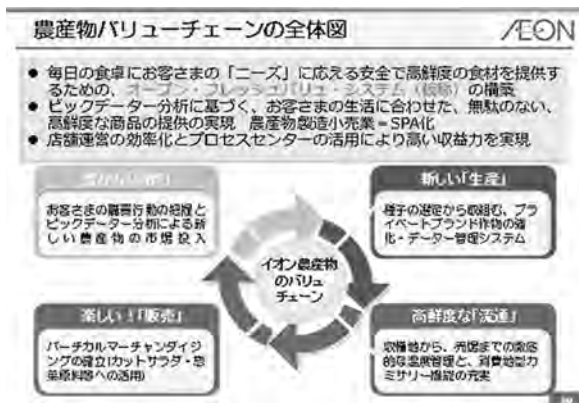 農産物バリューチェーンの全体図
ÆON
● 毎日の食卓にお客さまの「ニーズ」に応える安全で高鮮度の食材を提供す
るための、オープン・フレッシュバリュ・システム（仮称）の構築
● ビックデーター分析に基づく、お客さまの生活に合わせた、無駄のない、
高鮮度な商品の提供の実現　農産物製造小売業＝SPA化
● 店舗運営の効率化とプロセスセンターの活用により高い収益力を実現
お客さまの購買行動の把握と
ビックデーター分析による新
しい農産物の市場投入
新しい「生産」
種子の選定から取組む、プラ
イベートブランド作物の進
化・データー管理システム
イオン農産物
のバリュ
チェーン
楽しい！「販売」
バーチカルマーチャンダイジ
ングの確立(カットサラダ・惣
菜原料等への活用)
高鮮度な「流通」
収穫地から、売場までの徹底
的な温度管理と、消費地型カ
ミサリー機能の充実